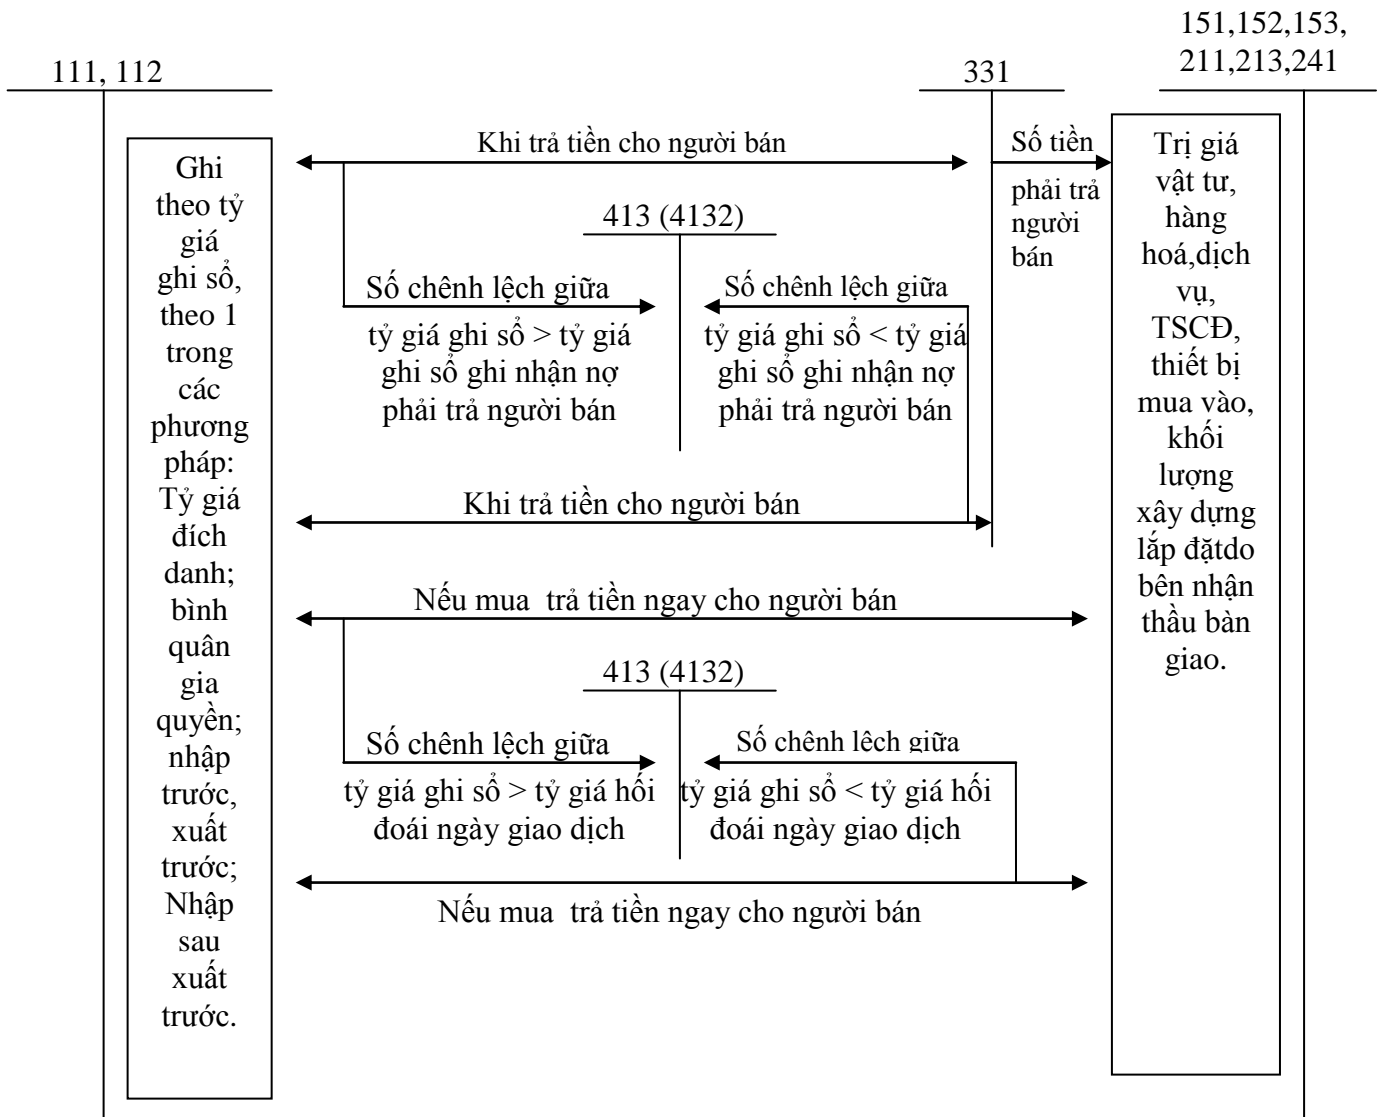 151,152,153,
211,213,241
111, 112
331
Ghi
theo tỷ
giá
ghi sổ,
theo 1
trong
các
phương
pháp:
Tỷ giá
đích
danh;
bình
quân
gia
quyền;
nhập
trước,
xuất
trước;
Nhập
sau
xuất
trước.
Khi trả tiền cho người bán
413 (4132)
Số chênh lệch giữa
tỷ giá ghi sổ > tỷ giá
ghi sổ ghi nhận nợ
phải trả người bán
Số chênh lệch giữa
tỷ giá ghi sổ < tỷ giá
ghi sổ ghi nhận nợ
phải trả người bán
Khi trả tiền cho người bán
Số tiền
phải trả
người
bán
Trị giá
vật tư,
hàng
hoá,dịch
vụ,
TSCĐ,
thiết bị
mua vào,
khối
lượng
xây dựng
lắp đặtdo
bên nhận
thầu bàn
giao.
Nếu mua  trả tiền ngay cho người bán
413 (4132)
Số chênh lệch giữa
tỷ giá ghi sổ > tỷ giá hối
đoái ngày giao dịch
Số chênh lêch giữa
tỷ giá ghi sổ < tỷ giá hối
đoái ngày giao dịch
Nếu mua  trả tiền ngay cho người bán